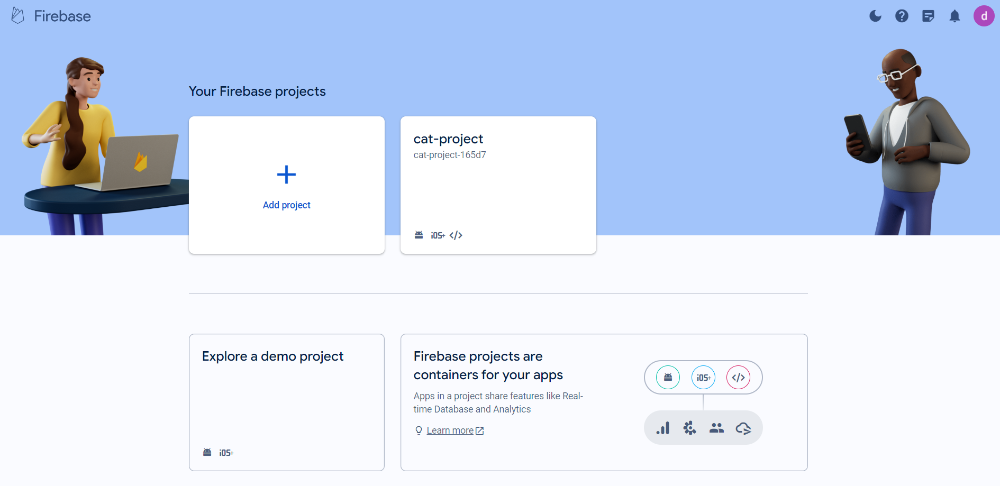 Firebase
d
Your Firebase projects
Add project
cat-project
cat-project-165d7
iOS+ </>
Explore a demo project
iOS+
Firebase projects are
containers for your apps
Apps in a project share features like Real-
time Database and Analytics
Learn more
iOS+ </>